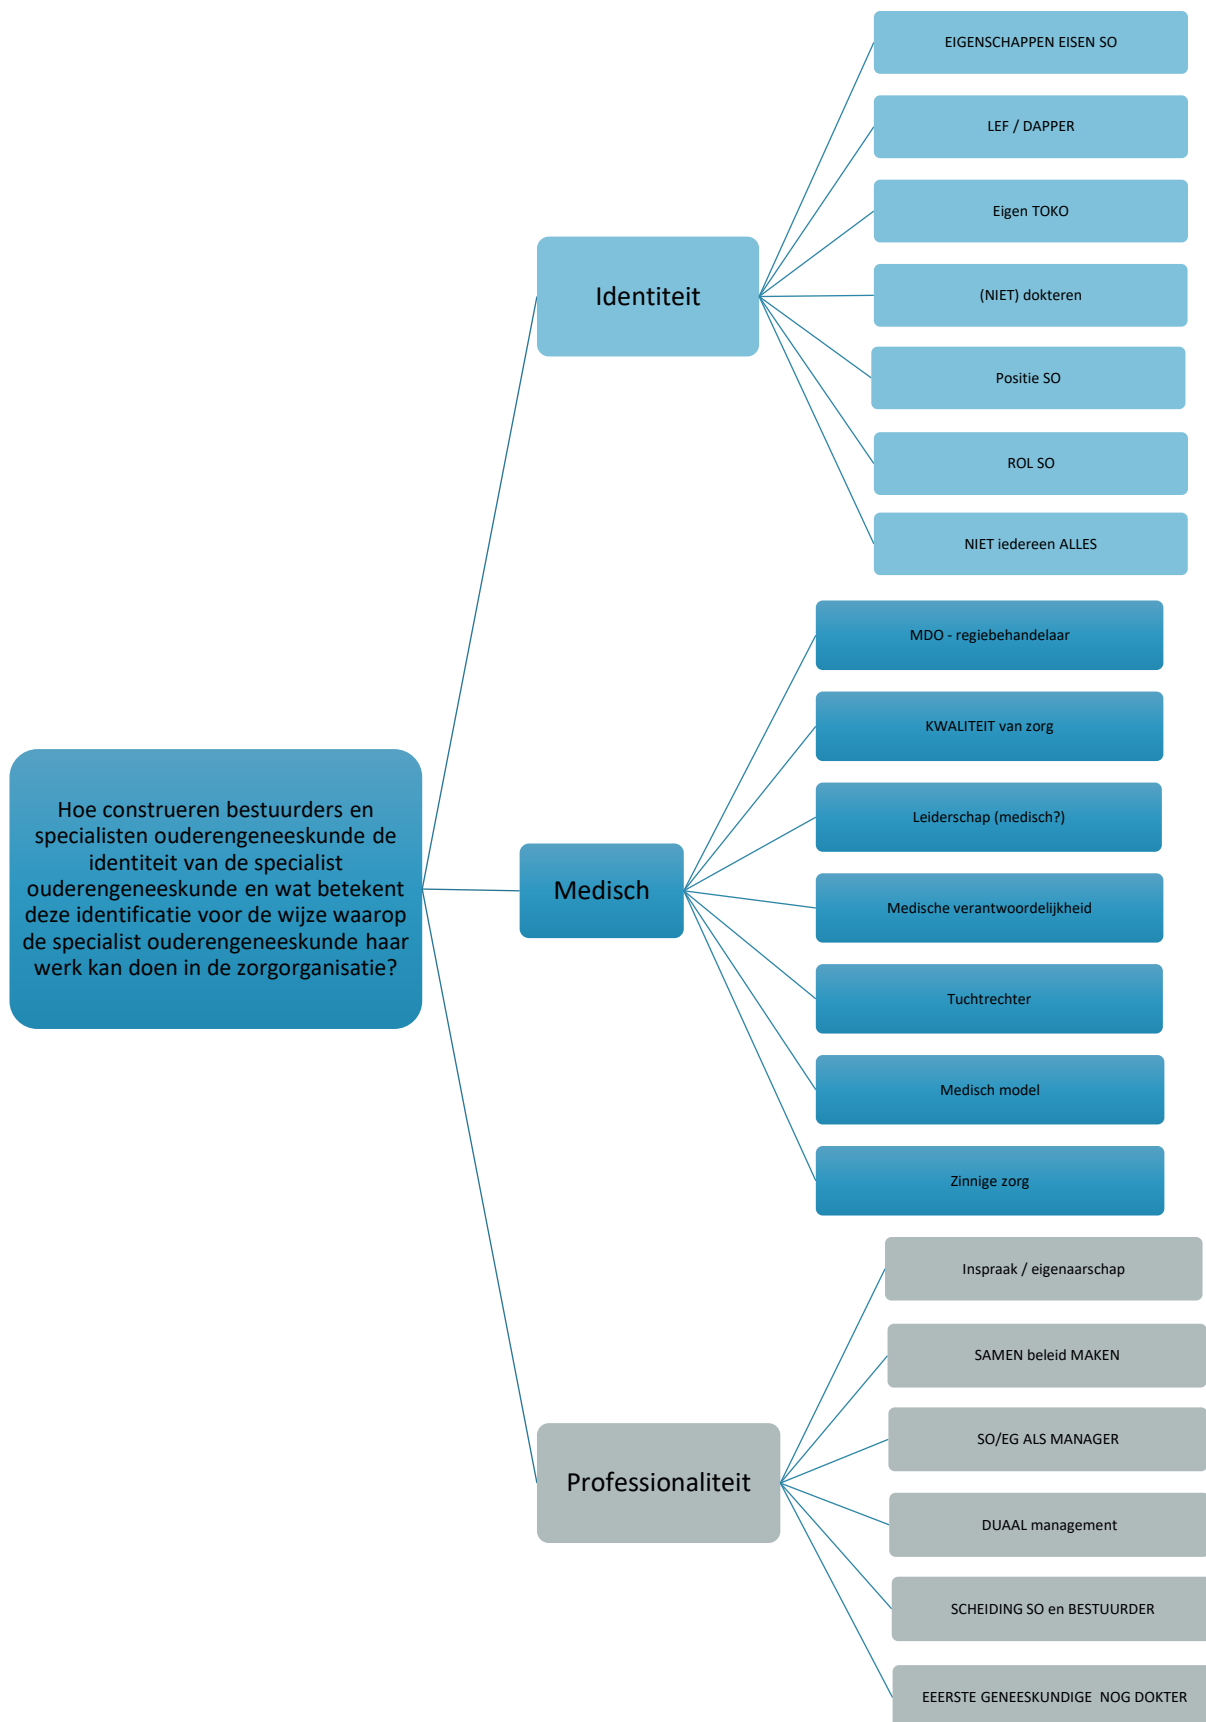 Hoe construeren bestuurders en
specialisten ouderengeneeskunde de
identiteit van de specialist
ouderengeneeskunde en wat betekent
deze identificatie voor de wijze waarop
de specialist ouderengeneeskunde haar
werk kan doen in de zorgorganisatie?
Identiteit
EIGENSCHAPPEN EISEN SO
LEF / DAPPER
Eigen TOKO
(NIET) dokteren
Positie SO
ROL SO
NIET iedereen ALLES
Medisch
MDO - regiebehandelaar
KWALITEIT van zorg
Leiderschap (medisch?)
Medische verantwoordelijkheid
Tuchtrechter
Medisch model
Zinnige zorg
Professionaliteit
Inspraak / eigenaarschap
SAMEN beleid MAKEN
SO/EG ALS MANAGER
DUAAL management
SCHEIDING SO en BESTUURDER
EEERSTE GENEESKUNDIGE  NOG DOKTER